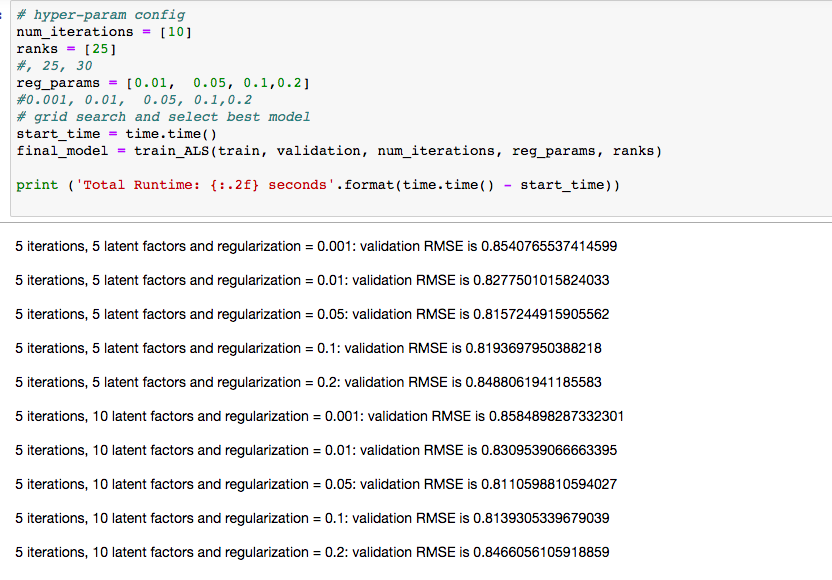 # hyper-param config
num_iterations = [10]
ranks = [25]
#, 25, 30
reg_params = [0.01,  0.05, 0.1,0.2]
#0.001, 0.01,  0.05, 0.1,0.2
# grid search and select best model
start_time = time.time()
final_model = train_ALS(train, validation, num_iterations, reg_params, ranks)
print ('Total Runtime: {:.2f} seconds'.format(time.time() - start_time))
5 iterations, 5 latent factors and regularization = 0.001: validation RMSE is 0.8540765537414599
5 iterations, 5 latent factors and regularization = 0.01: validation RMSE is 0.8277501015824033
5 iterations, 5 latent factors and regularization = 0.05: validation RMSE is 0.8157244915905562
5 iterations, 5 latent factors and regularization = 0.1: validation RMSE is 0.8193697950388218
5 iterations, 5 latent factors and regularization = 0.2: validation RMSE is 0.8488061941185583
5 iterations, 10 latent factors and regularization = 0.001: validation RMSE is 0.8584898287332301
5 iterations, 10 latent factors and regularization = 0.01: validation RMSE is 0.8309539066663395
5 iterations, 10 latent factors and regularization = 0.05: validation RMSE is 0.8110598810594027
5 iterations, 10 latent factors and regularization = 0.1: validation RMSE is 0.8139305339679039
5 iterations, 10 latent factors and regularization = 0.2: validation RMSE is 0.8466056105918859